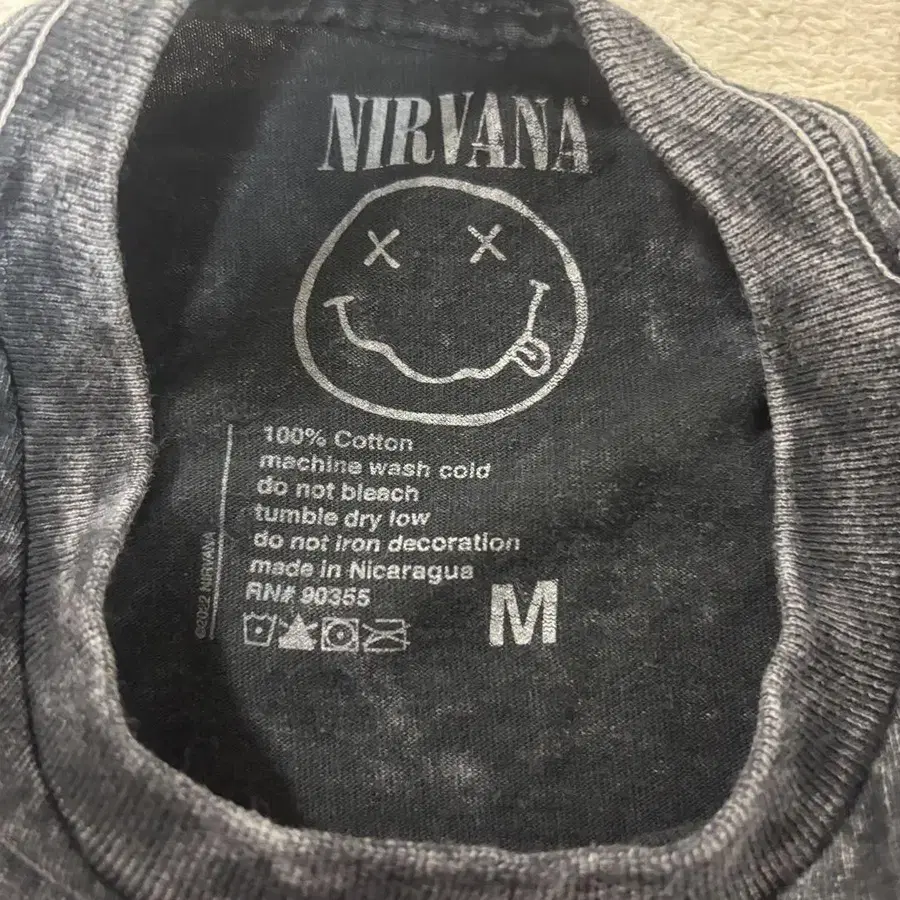 NIRVANA
100% Cotton
machine wash cold
do not bleach
tumble dry low
do not iron decoration
made in Nicaragua
RN# 90355
M
©2022 NIRVANA